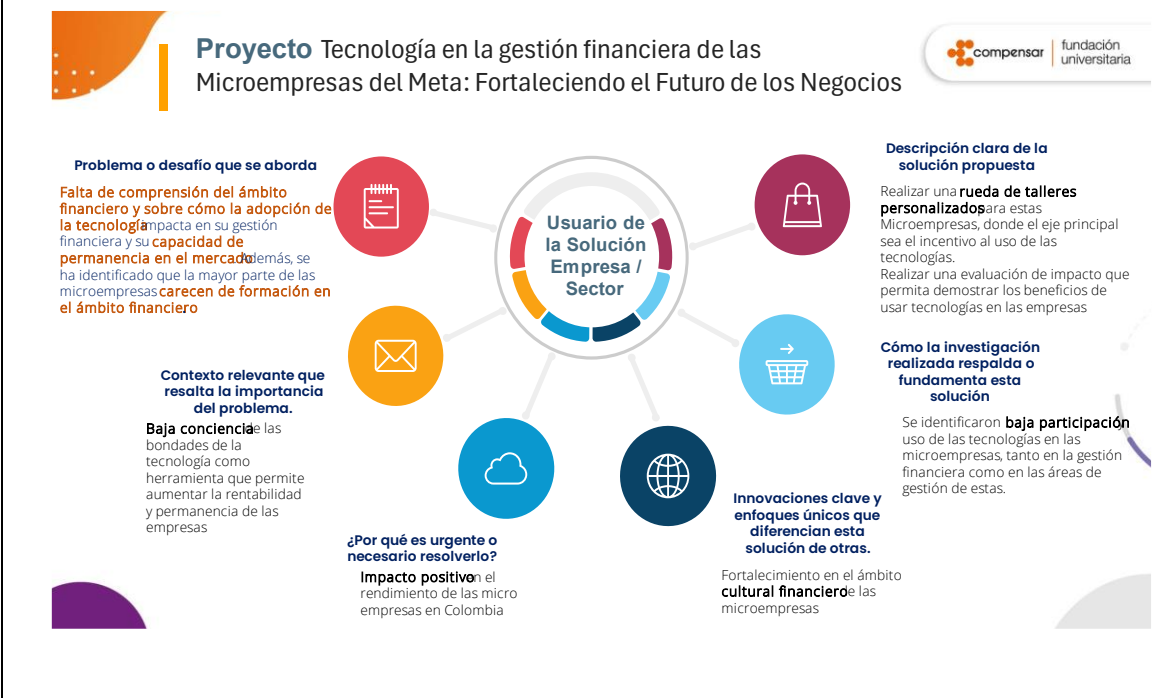 Proyecto Tecnología en la gestión financiera de las
Microempresas del Meta: Fortaleciendo el Futuro de los Negocios
compensar
fundación
universitaria
Problema o desafío que se aborda
Falta de comprensión del ámbito
financiero y sobre cómo la adopción de
la tecnología impacta en su gestión
financiera y su capacidad de
permanencia en el mercado. Además, se
ha identificado que la mayor parte de las
microempresas carecen de formación en
el ámbito financiero.
Contexto relevante que
resalta la importancia
del problema.
Baja conciencia de las
bondades de la
tecnología como
herramienta que permite
aumentar la rentabilidad
y permanencia de las
empresas
¿Por qué es urgente o
necesario resolverlo?
Impacto positivo en el
rendimiento de las micro
empresas en Colombia
Usuario de
la Solución
Empresa /
Sector
Descripción clara de la
solución propuesta
Realizar una rueda de talleres
personalizados para estas
Microempresas, donde el eje principal
sea el incentivo al uso de las
tecnologías.
Realizar una evaluación de impacto que
permita demostrar los beneficios de
usar tecnologías en las empresas
Cómo la investigación
realizada respalda o
fundamenta esta
solución
Se identificaron baja participación
uso de las tecnologías en las
microempresas, tanto en la gestión
financiera como en las áreas de
gestión de estas.
Innovaciones clave y
enfoques únicos que
diferencian esta
solución de otras.
Fortalecimiento en el ámbito
cultural financiero de las
microempresas